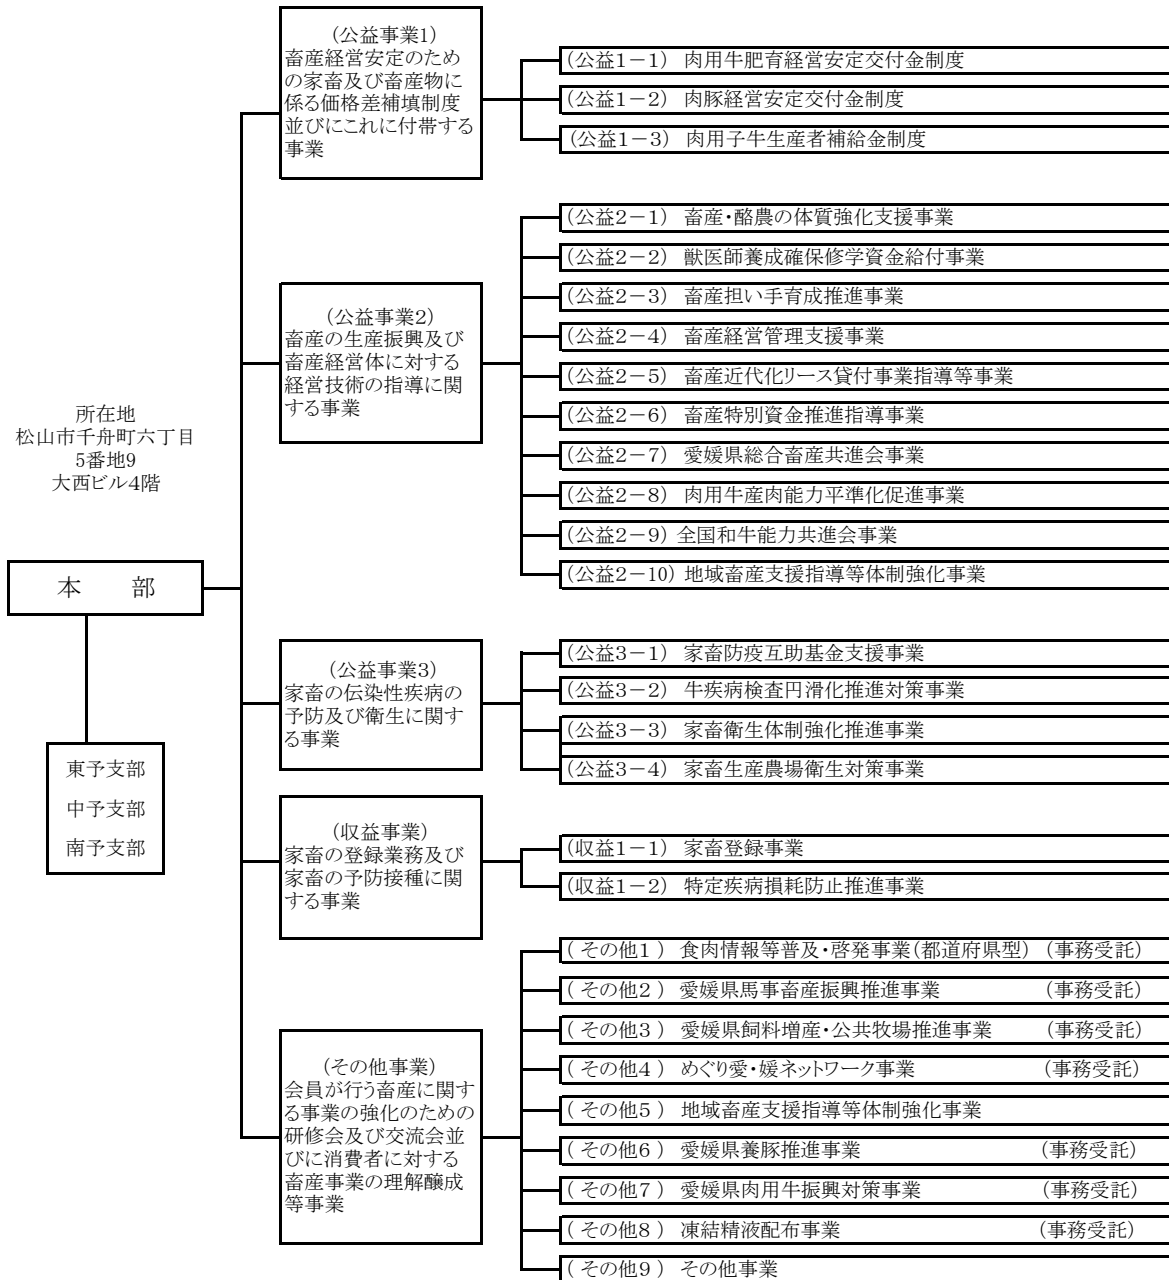 所在地
松山市千舟町六丁目
5番地9
大西ビル4階
本　部
東予支部
中予支部
南予支部
(公益事業1)
畜産経営安定のため
の家畜及び畜産物に
係る価格差補填制度
並びにこれに付帯する
事業
(公益1-1) 肉用牛肥育経営安定交付金制度
(公益1-2) 肉豚経営安定交付金制度
(公益1-3) 肉用子牛生産者補給金制度
(公益事業2)
畜産の生産振興及び
畜産経営体に対する
経営技術の指導に関
する事業
(公益2-1) 畜産・酪農の体質強化支援事業
(公益2-2) 獣医師養成確保修学資金給付事業
(公益2-3) 畜産担い手育成推進事業
(公益2-4) 畜産経営管理支援事業
(公益2-5) 畜産近代化リース貸付事業指導等事業
(公益2-6) 畜産特別資金推進指導事業
(公益2-7) 愛媛県総合畜産共進会事業
(公益2-8) 肉用牛産肉能力平準化促進事業
(公益2-9) 全国和牛能力共進会事業
(公益2-10) 地域畜産支援指導等体制強化事業
(公益事業3)
家畜の伝染性疾病の
予防及び衛生に関す
る事業
(公益3-1) 家畜防疫互助基金支援事業
(公益3-2) 牛疾病検査円滑化推進対策事業
(公益3-3) 家畜衛生体制強化推進事業
(公益3-4) 家畜生産農場衛生対策事業
(収益事業)
家畜の登録業務及び
家畜の予防接種に関
する事業
(収益1-1) 家畜登録事業
(収益1-2) 特定疾病損耗防止推進事業
(その他事業)
会員が行う畜産に関す
る事業の強化のための
研修会及び交流会並
びに消費者に対する
畜産事業の理解醸成
等事業
( その他1 ) 食肉情報等普及・啓発事業(都道府県型) (事務受託)
( その他2 ) 愛媛県馬事畜産振興推進事業 (事務受託)
( その他3 ) 愛媛県飼料増産・公共牧場推進事業 (事務受託)
( その他4 ) めぐり愛・媛ネットワーク事業 (事務受託)
( その他5 ) 地域畜産支援指導等体制強化事業
( その他6 ) 愛媛県養豚推進事業 (事務受託)
( その他7 ) 愛媛県肉用牛振興対策事業 (事務受託)
( その他8 ) 凍結精液配布事業 (事務受託)
( その他9 ) その他事業